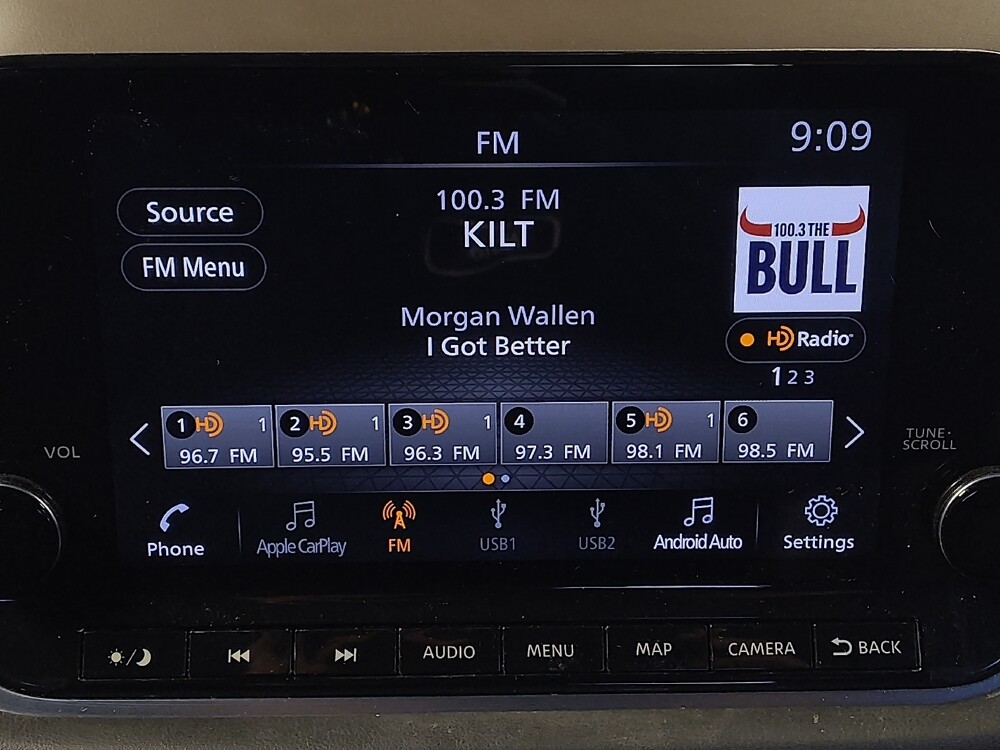 FM
9:09
Source
FM Menu
100.3 FM
KILT
100.3 THE
BULL
Morgan Wallen
I Got Better
HD Radio™
1 2 3
1 HD 1
96.7 FM
2 HD 1
95.5 FM
3 HD 1
96.3 FM
4
97.3 FM
5 HD 1
98.1 FM
6
98.5 FM
VOL
TUNE·
SCROLL
Phone
Apple CarPlay
FM
USB1
USB2
Android Auto
Settings
AUDIO
MENU
MAP
CAMERA
BACK